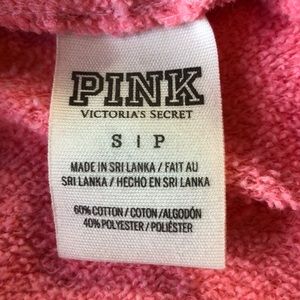 PINK
VICTORIA'S SECRET
S | P
MADE IN SRI LANKA / FAIT AU
SRI LANKA / HECHO EN SRI LANKA
60% COTTON / COTON / ALGODÓN
40% POLYESTER / POLIÉSTER